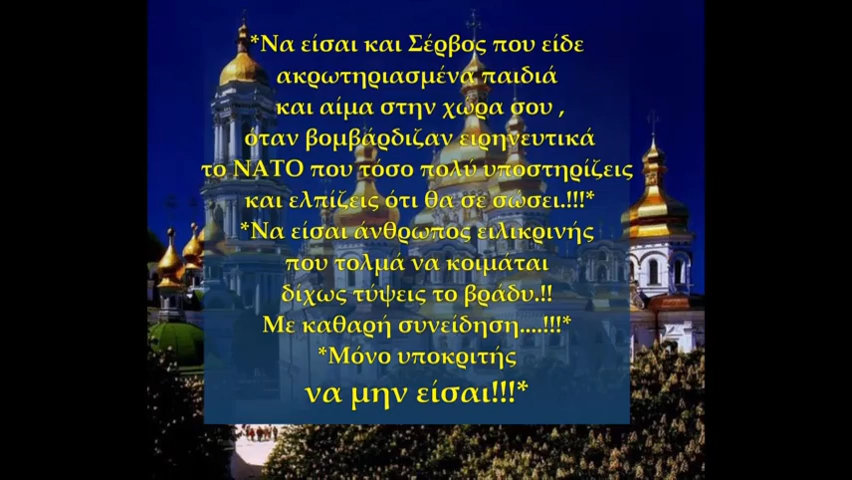 *Να είσαι και Σέρβος που είδε
ακρωτηριασμένα παιδιά
και αίμα στην χώρα σου ,
όταν βομβάρδιζαν ειρηνευτικά
το ΝΑΤΟ που τόσο πολύ υποστηρίζεις
και ελπίζεις ότι θα σε σώσει.!!!*
*Να είσαι άνθρωπος ειλικρινής
που τολμά να κοιμάται
δίχως τύψεις το βράδυ.!!
Με καθαρή συνείδηση....!!!*
*Μόνο υποκριτής
να μην είσαι!!!*